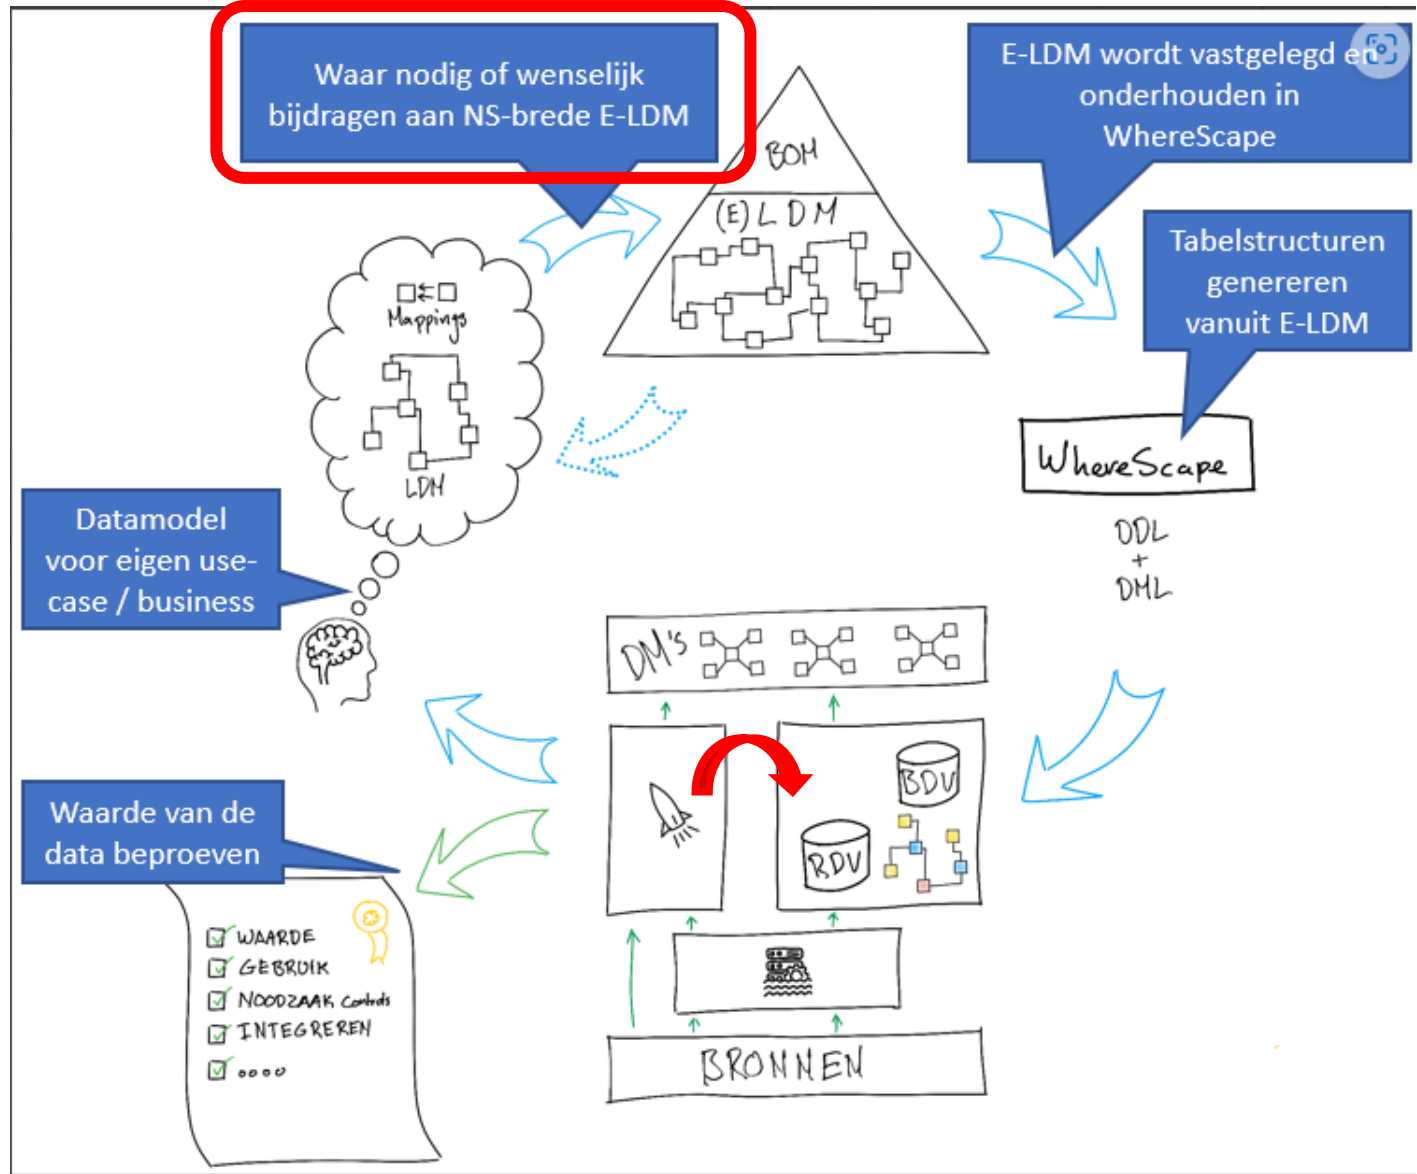 Waar nodig of wenselijk
bijdragen aan NS-brede E-LDM
E-LDM wordt vastgelegd en
onderhouden in
WhereScape
Tabelstructuren
genereren
vanuit E-LDM
BOM
(E)LDM
Mappings
LDM
WhereScape
DDL
+
DML
Datamodel
voor eigen use-
case / business
DM's
BDV
RDV
Waarde van de
data beproeven
WAARDE
GEBRUIK
NOODZAAK Controls
INTEGREREN
oooo
BRONNEN